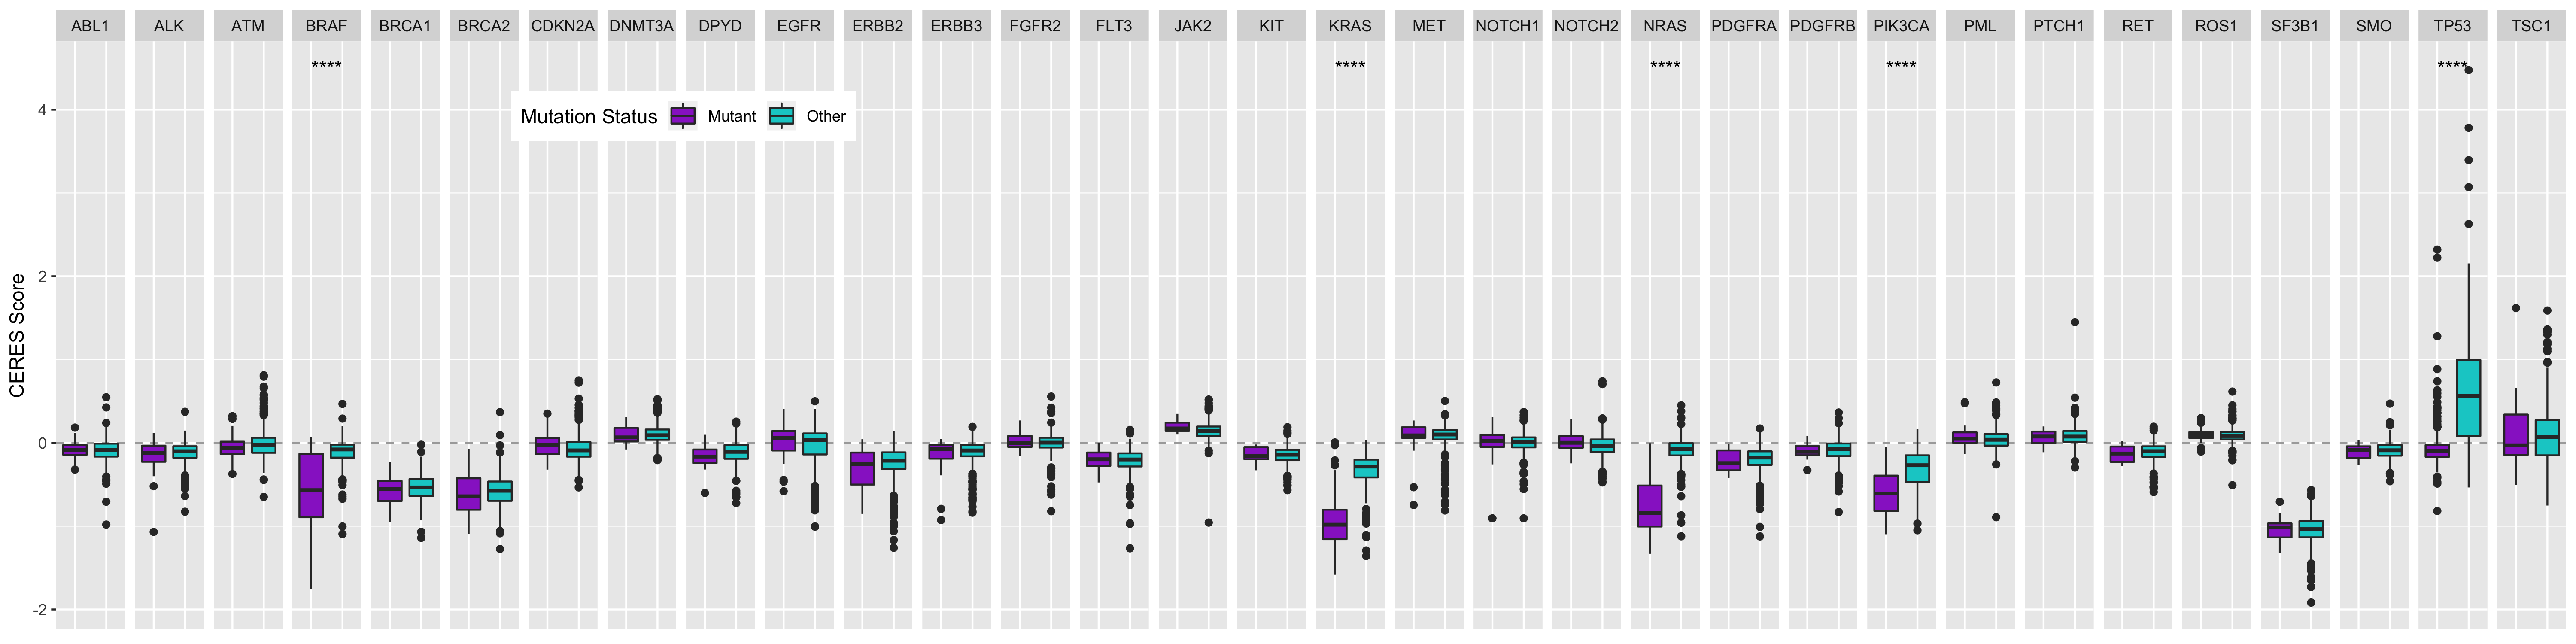 ABL1 ALK ATM BRAF BRCA1 BRCA2 CDKN2A DNMT3A DPYD EGFR ERBB2 ERBB3 FGFR2 FLT3 JAK2 KIT KRAS MET NOTCH1 NOTCH2 NRAS PDGFRA PDGFRB PIK3CA PML PTCH1 RET ROS1 SF3B1 SMO TP53 TSC1
**** **** **** **** ****
Mutation Status Mutant Other
CERES Score
4
2
0
-2